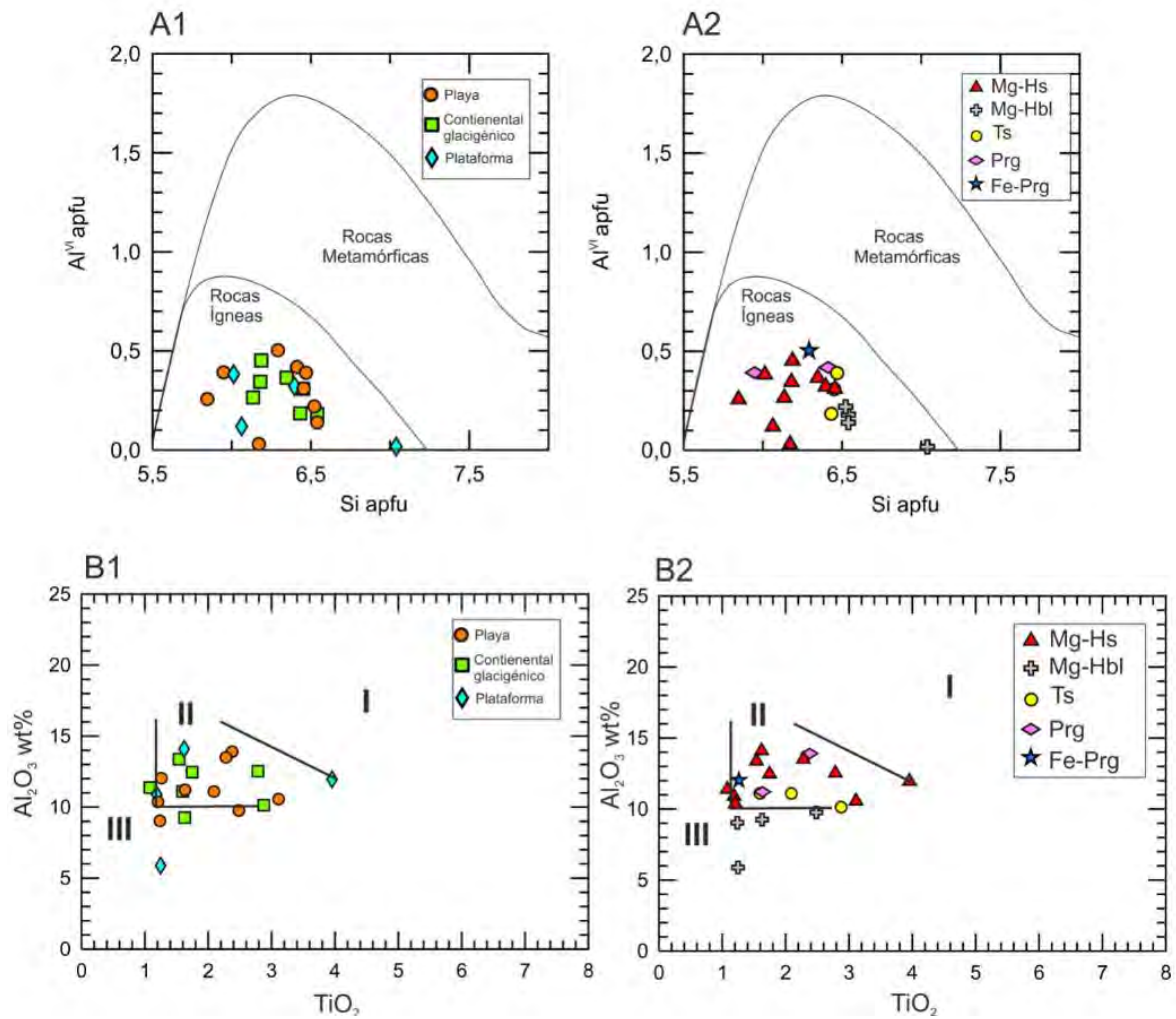 A1
2,0
1,5
1,0
0,5
0,0
5,5
6,5
7,5
Al^VI apfu
Si apfu
Playa
Contienental
glacigénico
Plataforma
Rocas
Metamórficas
Rocas
Ígneas
A2
2,0
1,5
1,0
0,5
0,0
5,5
6,5
7,5
Al^VI apfu
Si apfu
Mg-Hs
Mg-Hbl
Ts
Prg
Fe-Prg
Rocas
Metamórficas
Rocas
Ígneas
B1
25
20
15
10
5
0
0 1 2 3 4 5 6 7 8
Al₂O₃ wt%
TiO₂
Playa
Contienental
glacigénico
Plataforma
I
II
III
B2
25
20
15
10
5
0
0 1 2 3 4 5 6 7 8
Al₂O₃ wt%
TiO₂
Mg-Hs
Mg-Hbl
Ts
Prg
Fe-Prg
I
II
III